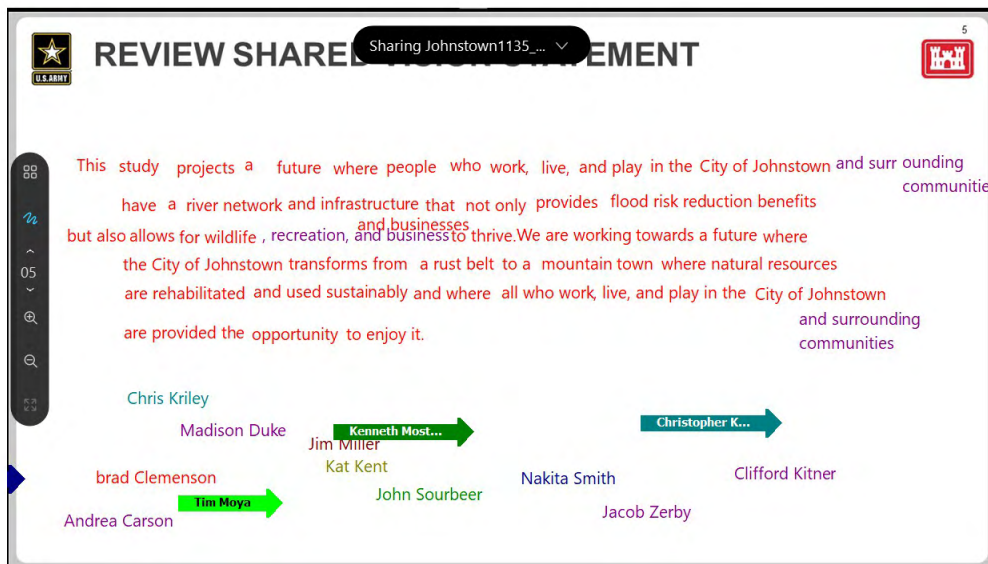 5
REVIEW SHARED STATEMENT
Sharing Johnstown1135_...
U.S.ARMY
This study projects a future where people who work, live, and play in the City of Johnstown and surr ounding
communitie
have a river network and infrastructure that not only provides flood risk reduction benefits
and businesses
but also allows for wildlife , recreation, and business to thrive. We are working towards a future where
the City of Johnstown transforms from a rust belt to a mountain town where natural resources
are rehabilitated and used sustainably and where all who work, live, and play in the City of Johnstown
and surrounding
communities
are provided the opportunity to enjoy it.
05
Chris Kriley
Madison Duke
Kenneth Most...
Christopher K...
Jim Miller
Kat Kent
brad Clemenson
Nakita Smith
Clifford Kitner
John Sourbeer
Tim Moya
Jacob Zerby
Andrea Carson